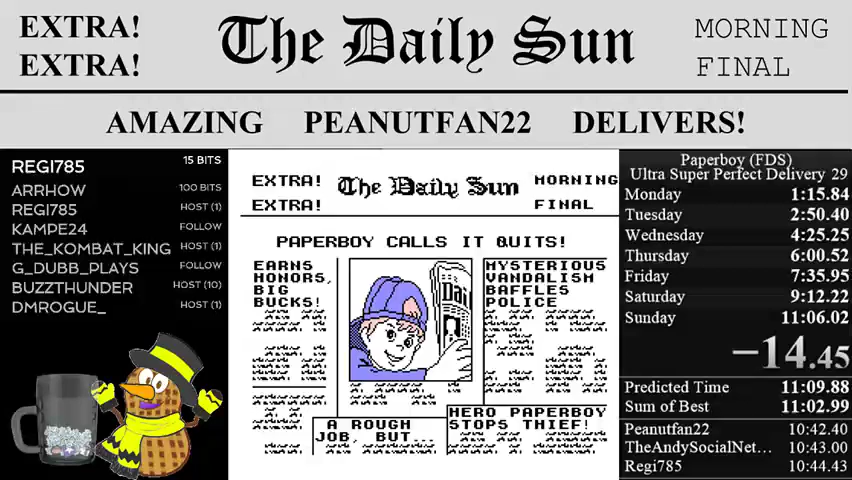 EXTRA!
EXTRA!
The Daily Sun
MORNING
FINAL
AMAZING PEANUTFAN22 DELIVERS!
REGI785 15 BITS
ARRHOW 100 BITS
REGI785 HOST (1)
KAMPE24 FOLLOW
THE_KOMBAT_KING HOST (1)
G_DUBB_PLAYS FOLLOW
BUZZTHUNDER HOST (10)
DMROGUE_ HOST (1)
EXTRA!
EXTRA!
The Daily Sun
MORNING
FINAL
PAPERBOY CALLS IT QUITS!
EARNS
HONORS,
BIG
BUCKS!
Dai
MYSTERIOUS
VANDALISM
BAFFLES
POLICE
A ROUGH
JOB, BUT...
HERO PAPERBOY
STOPS THIEF!
Paperboy (FDS)
Ultra Super Perfect Delivery 29
Monday 1:15.84
Tuesday 2:50.40
Wednesday 4:25.25
Thursday 6:00.52
Friday 7:35.95
Saturday 9:12.22
Sunday 11:06.02
−14.45
Predicted Time 11:09.88
Sum of Best 11:02.99
Peanutfan22 10:42.40
TheAndySocialNet... 10:43.00
Regi785 10:44.43